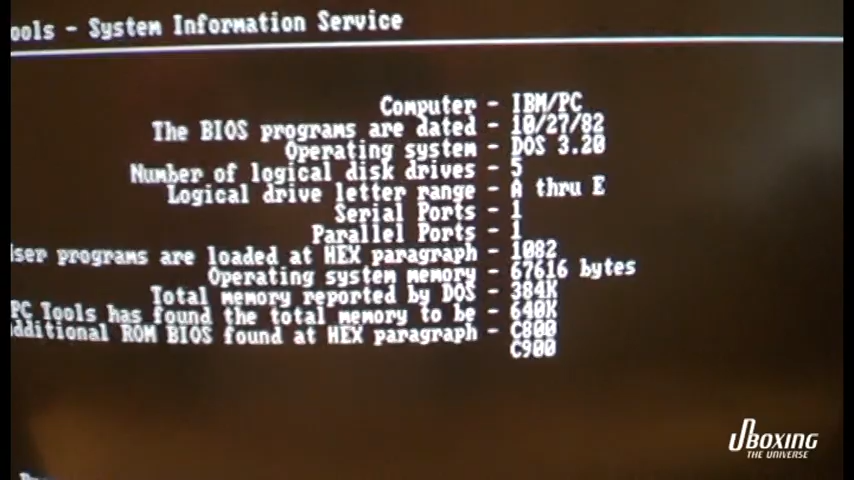 ools - System Information Service
Computer - IBM/PC
The BIOS programs are dated - 10/27/82
Operating system - DOS 3.20
Number of logical disk drives - 5
Logical drive letter range - A thru E
Serial Ports - 1
Parallel Ports - 1
ser programs are loaded at HEX paragraph - 1082
Operating system memory - 67616 bytes
Total memory reported by DOS - 384K
PC Tools has found the total memory to be - 640K
dditional ROM BIOS found at HEX paragraph - C800
C900
UNBOXING
THE UNIVERSE